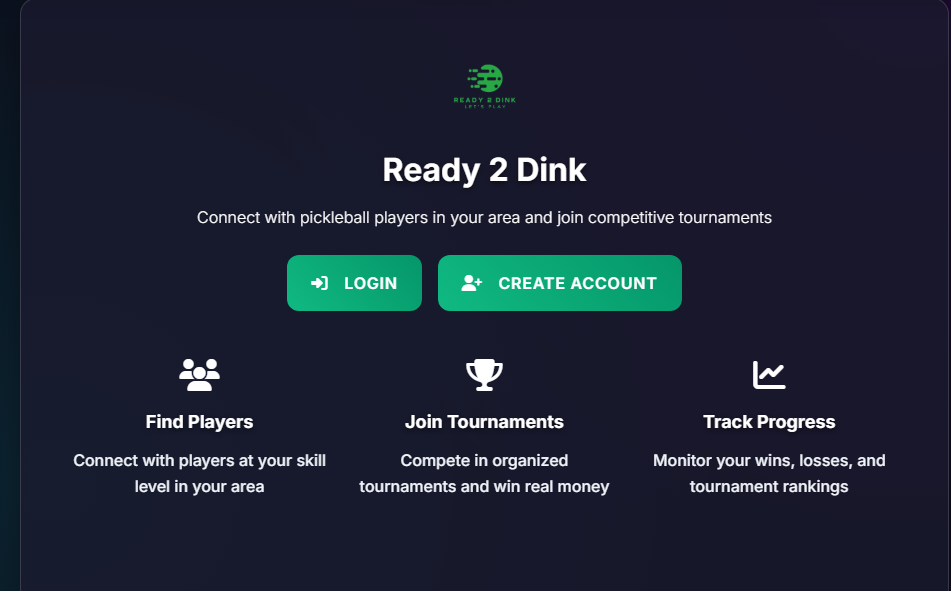 READY 2 DINK
LET'S PLAY
Ready 2 Dink
Connect with pickleball players in your area and join competitive tournaments
LOGIN
CREATE ACCOUNT
Find Players
Connect with players at your skill
level in your area
Join Tournaments
Compete in organized
tournaments and win real money
Track Progress
Monitor your wins, losses, and
tournament rankings